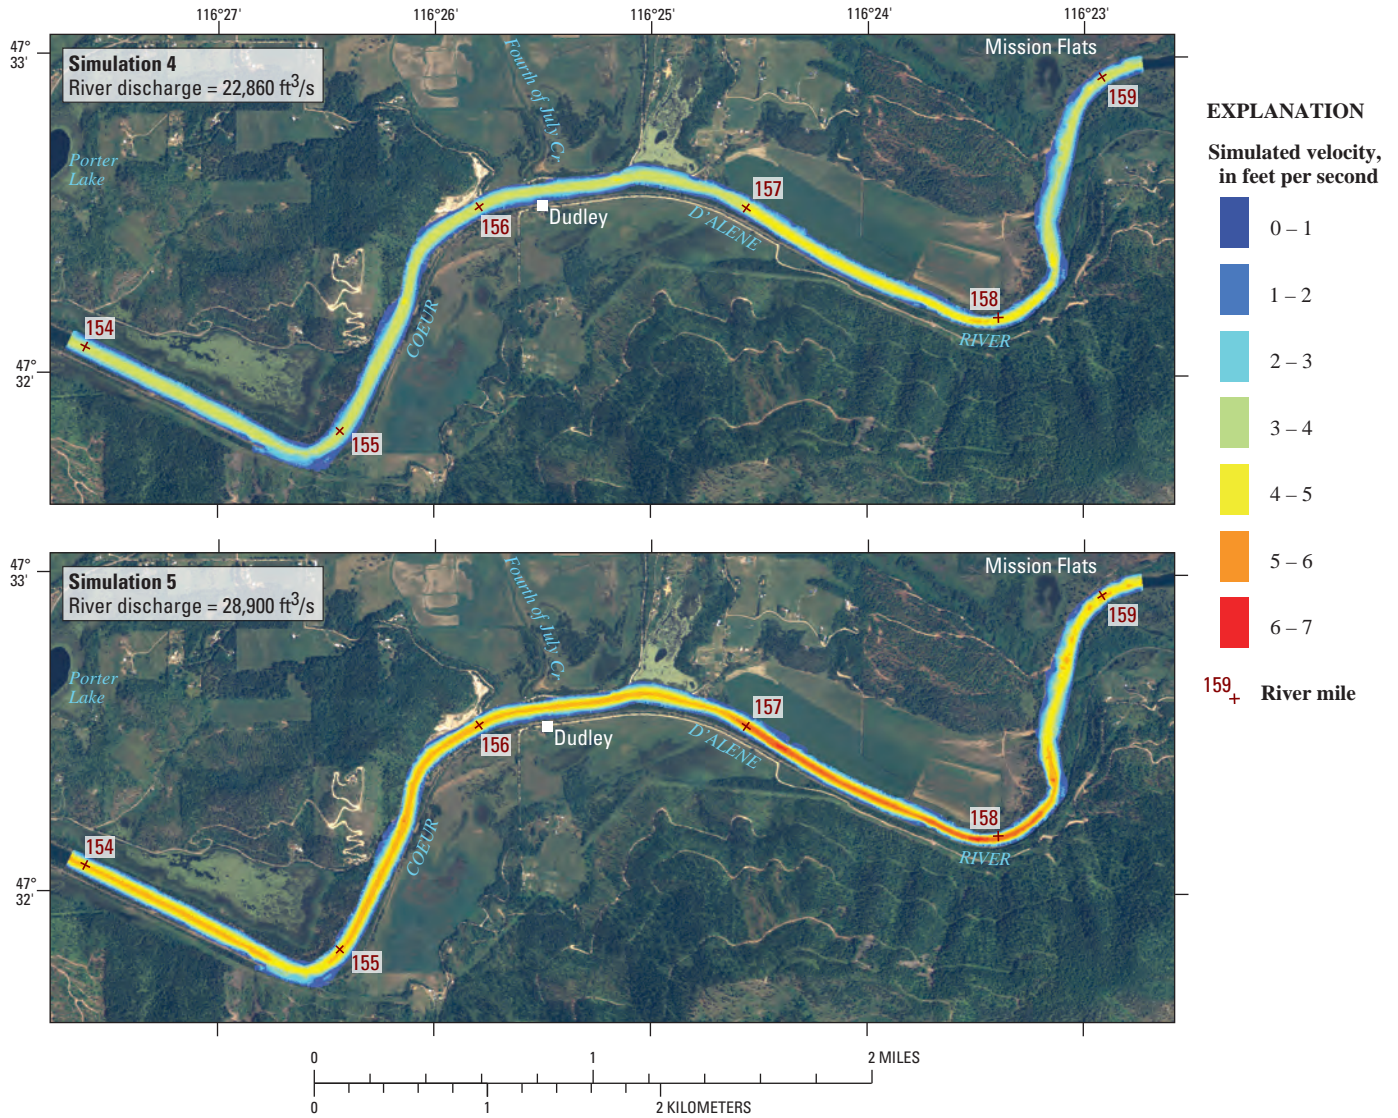 116°27' 116°26' 116°25' 116°24' 116°23'
47°
33'
Simulation 4
River discharge = 22,860 ft³/s
Mission Flats
Fourth of July Cr
159
Porter
Lake
157
156
Dudley
D'ALENE
COEUR
158
RIVER
154
47°
32'
155
EXPLANATION
Simulated velocity,
in feet per second
0 – 1
1 – 2
2 – 3
3 – 4
4 – 5
5 – 6
6 – 7
159
River mile
47°
33'
Simulation 5
River discharge = 28,900 ft³/s
Mission Flats
Fourth of July Cr
159
Porter
Lake
157
156
Dudley
D'ALENE
COEUR
158
RIVER
154
47°
32'
155
0 1 2 MILES
0 1 2 KILOMETERS